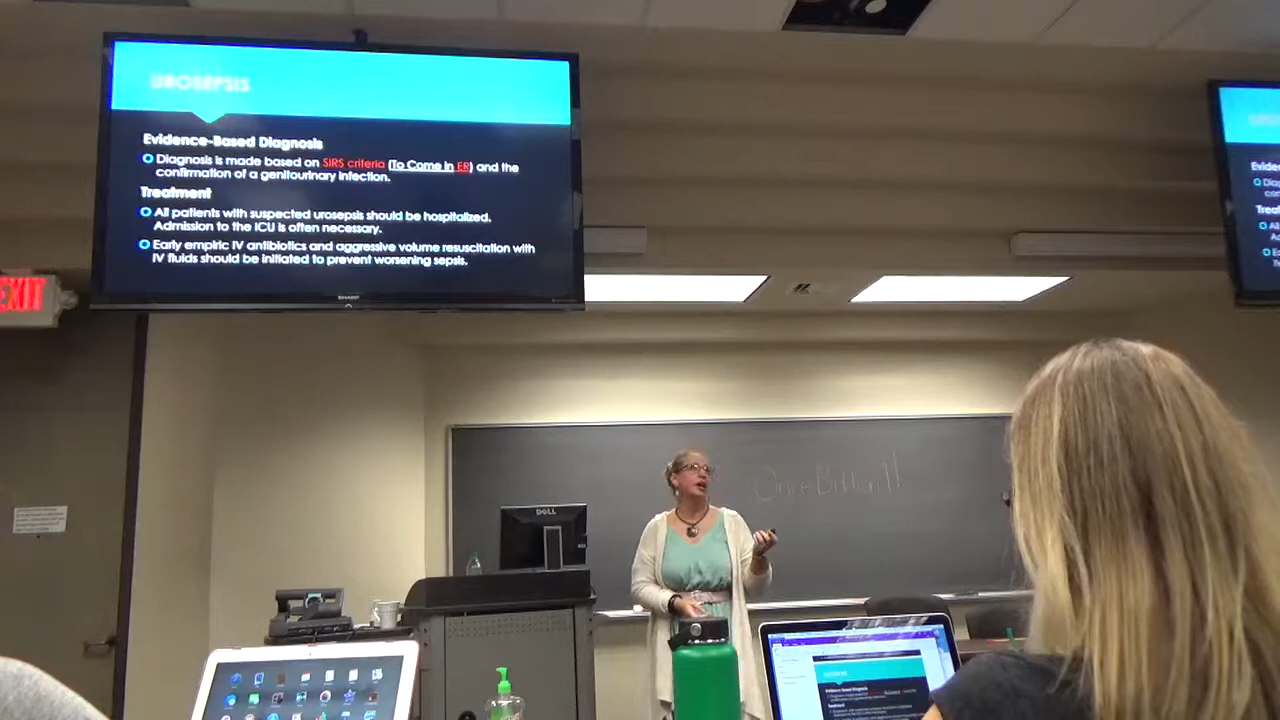 UROSEPSIS
Evidence-Based Diagnosis
Diagnosis is made based on SIRS criteria (To Come in ER) and the
confirmation of a genitourinary infection.
Treatment
All patients with suspected urosepsis should be hospitalized.
Admission to the ICU is often necessary.
Early empiric IV antibiotics and aggressive volume resuscitation with
IV fluids should be initiated to prevent worsening sepsis.
SHARP
EXIT
DELL